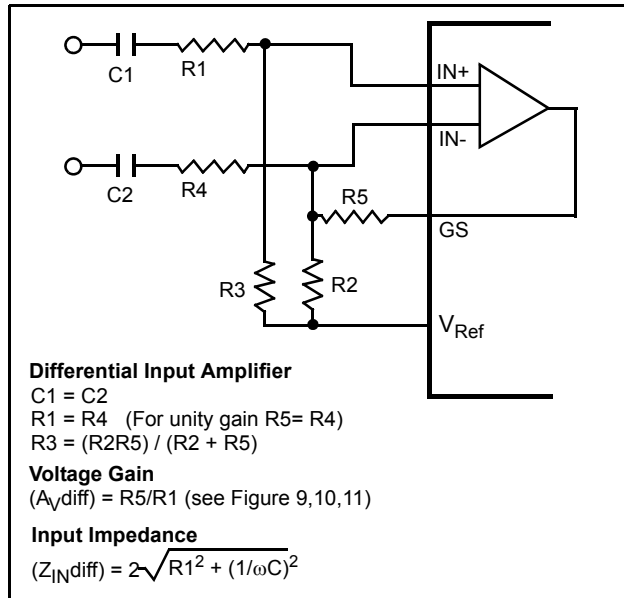 C1
R1
IN+
IN-
C2
R4
R5
GS
R3
R2
VRef
Differential Input Amplifier
C1 = C2
R1 = R4 (For unity gain R5= R4)
R3 = (R2R5) / (R2 + R5)
Voltage Gain
(AVdiff) = R5/R1 (see Figure 9,10,11)
Input Impedance
(ZINdiff) = 2√R1² + (1/ωC)²